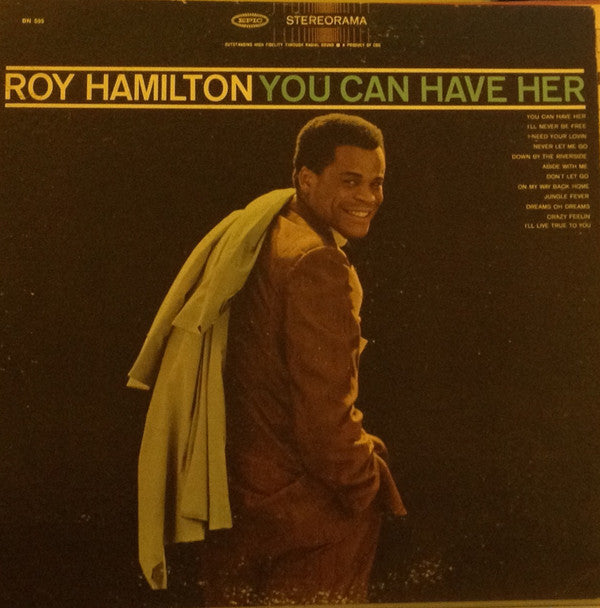 BN 595
EPIC
STEREORAMA
OUTSTANDING HIGH FIDELITY THROUGH RADIAL SOUND A PRODUCT OF CBS
ROY HAMILTON YOU CAN HAVE HER
YOU CAN HAVE HER
I'LL NEVER BE FREE
I NEED YOUR LOVIN'
NEVER LET ME GO
DOWN BY THE RIVERSIDE
ABIDE WITH ME
DON'T LET GO
ON MY WAY BACK HOME
JUNGLE FEVER
DREAMS OH DREAMS
CRAZY FEELIN
I'LL LIVE TRUE TO YOU